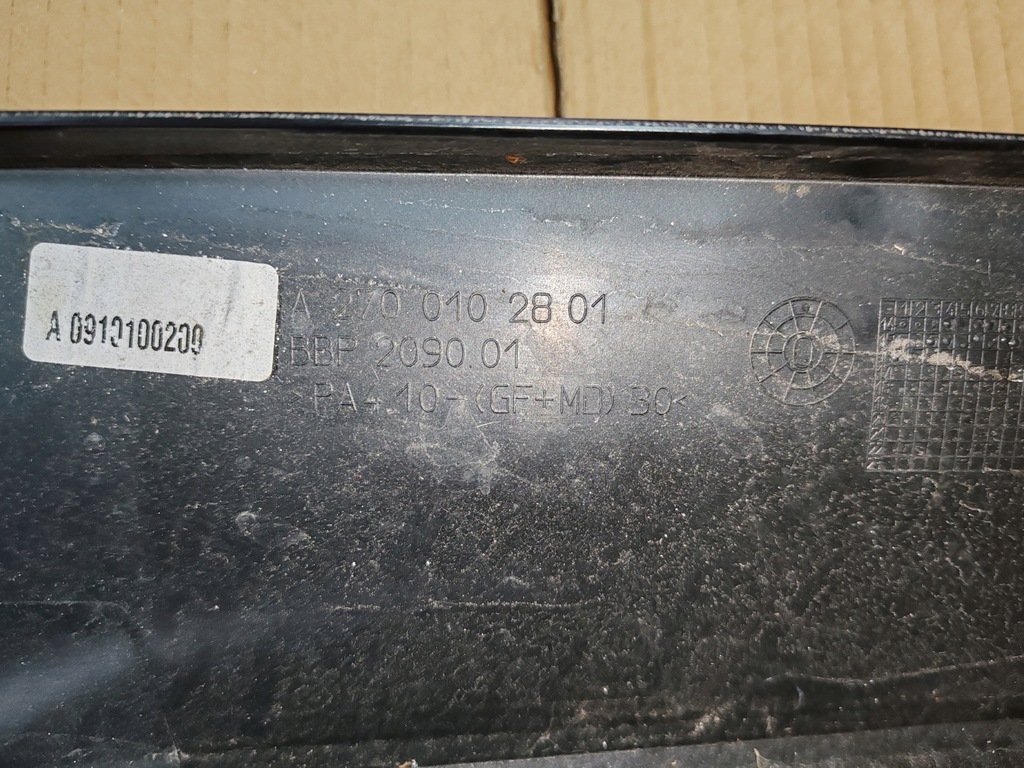 A 0910100200
A 270 010 28 01
BBP 2090.01
>PA410-(GF+MD)30<